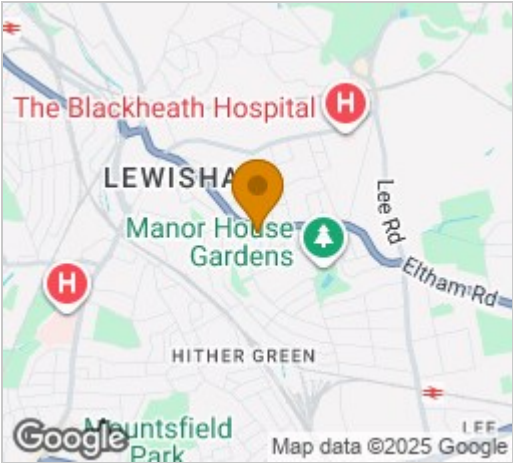 The Blackheath Hospital
H
LEWISHA
Lee Rd
Manor House
Gardens
Eltham Rd
H
HITHER GREEN
Mountsfield
Park
LEE
Google
Map data ©2025 Google